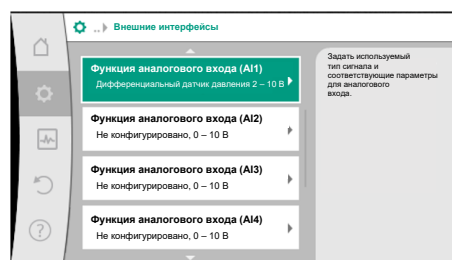 ..› Внешние интерфейсы
Функция аналогового входа (AI1)
Дифференциальный датчик давления 2 – 10 В
Функция аналогового входа (AI2)
Не конфигурировано, 0 – 10 В
Функция аналогового входа (AI3)
Не конфигурировано, 0 – 10 В
Функция аналогового входа (AI4)
Не конфигурировано, 0 – 10 В
Задать используемый
тип сигнала и
соответствующие параметры
для аналогового
входа.
?